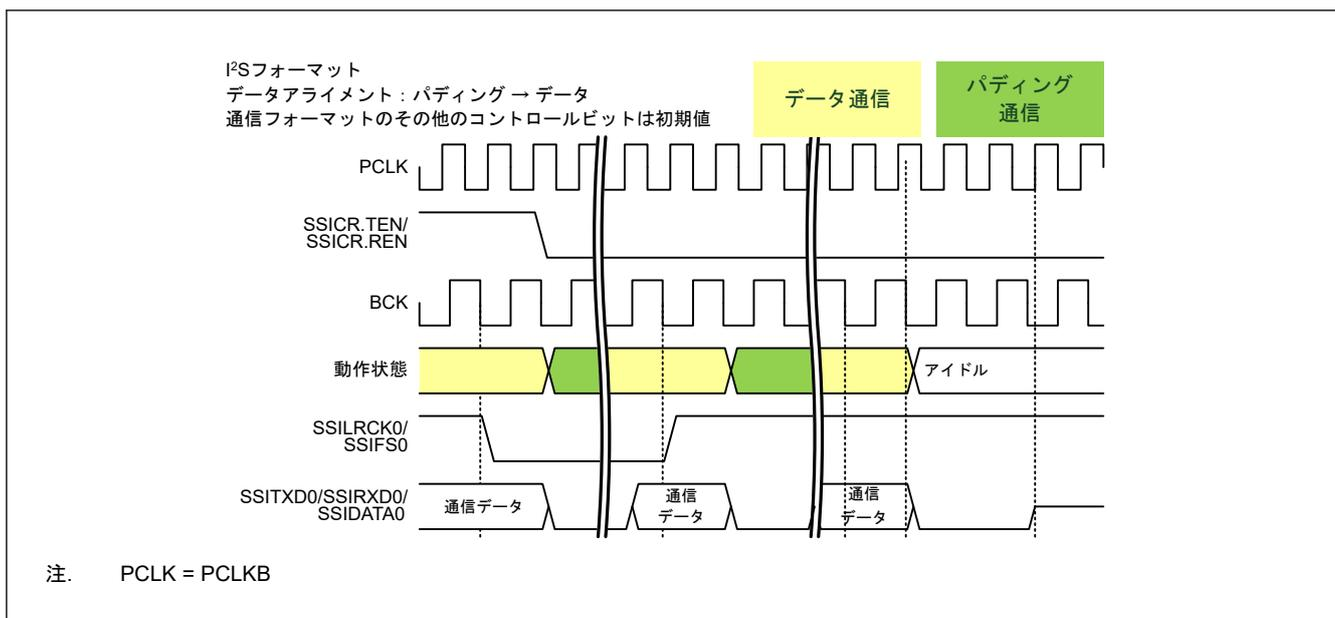 I²Sフォーマット
データアライメント：パディング → データ
通信フォーマットのその他のコントロールビットは初期値
データ通信
パディング
通信
PCLK
SSICR.TEN/
SSICR.REN
BCK
動作状態
アイドル
SSILRCK0/
SSIFS0
SSITXD0/SSIRXD0/
SSIDATA0
通信データ
通信
データ
通信
データ
注. PCLK = PCLKB